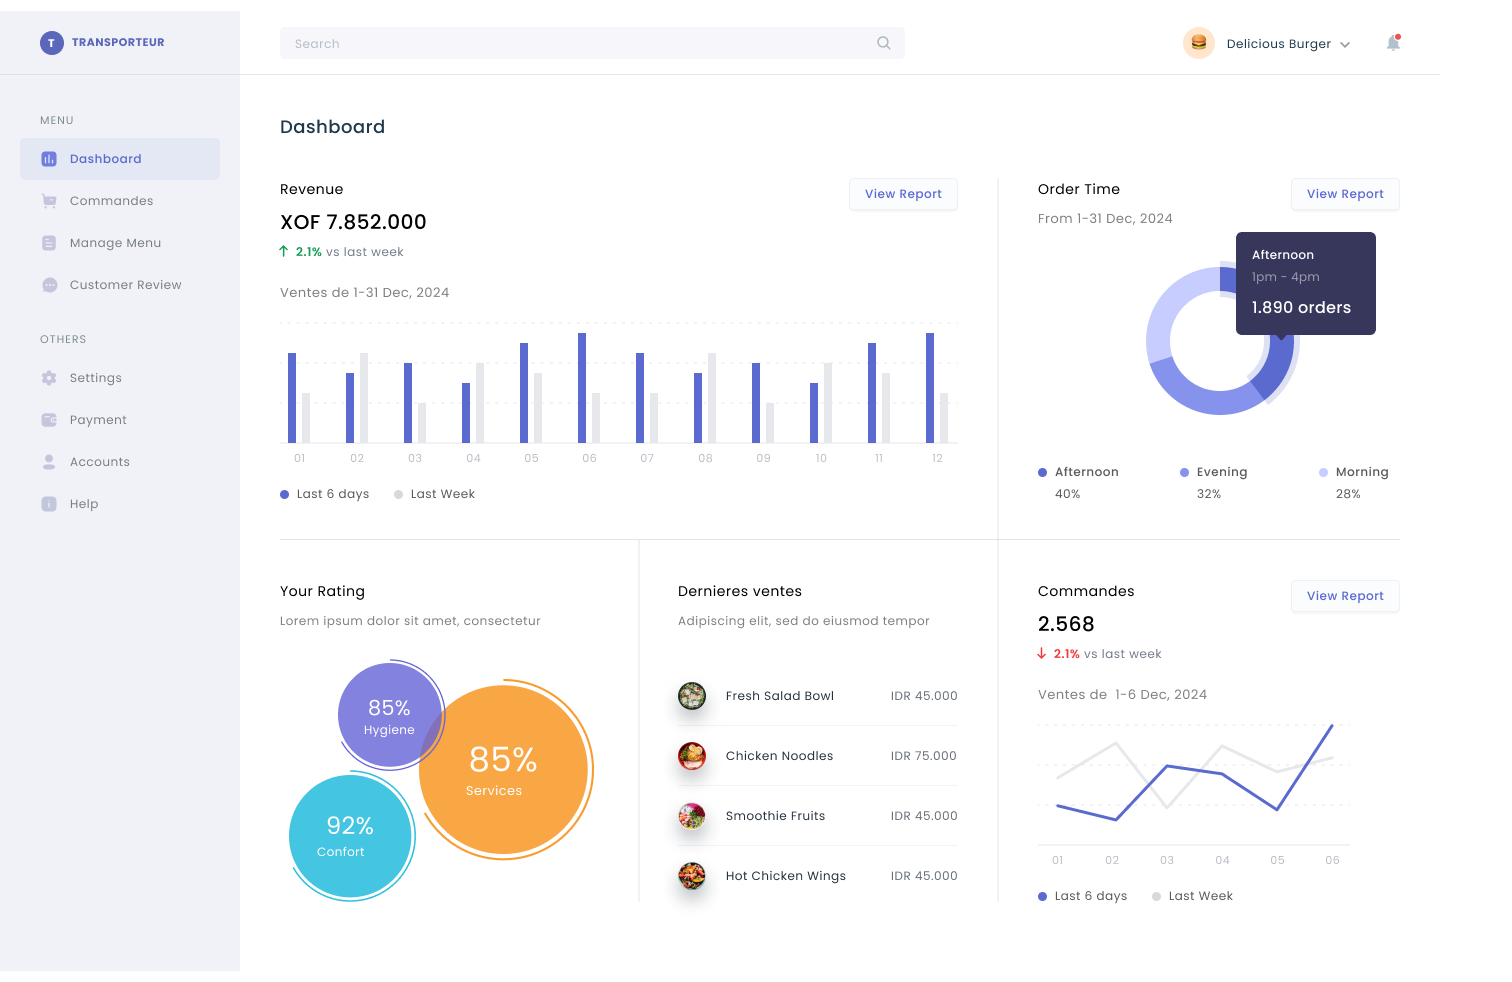 T TRANSPORTEUR
Search
Delicious Burger
MENU
Dashboard
Commandes
Manage Menu
Customer Review
OTHERS
Settings
Payment
Accounts
Help
Dashboard
Revenue
View Report
XOF 7.852.000
2.1% vs last week
Ventes de 1-31 Dec, 2024
01 02 03 04 05 06 07 08 09 10 11 12
Last 6 days Last Week
Order Time
View Report
From 1-31 Dec, 2024
Afternoon
1pm - 4pm
1.890 orders
Afternoon Evening Morning
40% 32% 28%
Your Rating
Lorem ipsum dolor sit amet, consectetur
85%
Hygiene
85%
Services
92%
Confort
Dernieres ventes
Adipiscing elit, sed do eiusmod tempor
Fresh Salad Bowl IDR 45.000
Chicken Noodles IDR 75.000
Smoothie Fruits IDR 45.000
Hot Chicken Wings IDR 45.000
Commandes
View Report
2.568
2.1% vs last week
Ventes de 1-6 Dec, 2024
01 02 03 04 05 06
Last 6 days Last Week